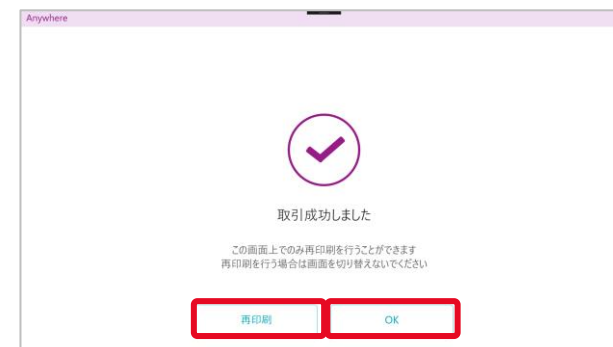 Anywhere
取引成功しました
この画面上でのみ再印刷を行うことができます
再印刷を行う場合は画面を切り替えないでください
再印刷
OK